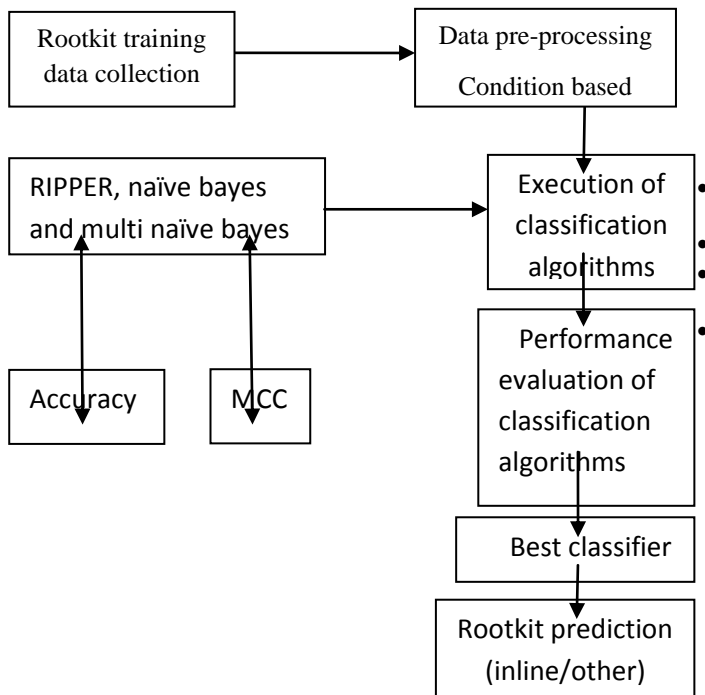 Rootkit training
data collection
Data pre-processing
Condition based
RIPPER, naïve bayes
and multi naïve bayes
Execution of
classification
algorithms
Accuracy
MCC
Performance
evaluation of
classification
algorithms
Best classifier
Rootkit prediction
(inline/other)